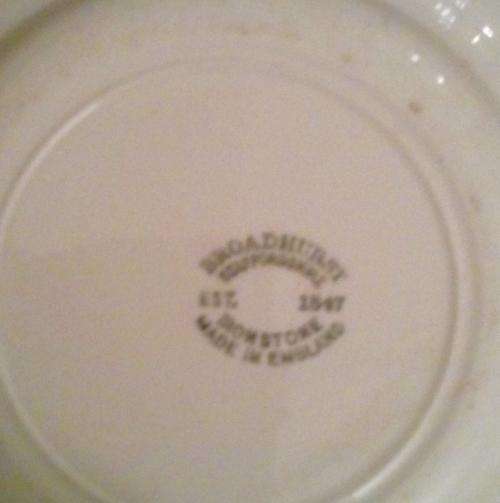 BROADHURST
STAFFORDSHIRE
EST. 1847
IRONSTONE
MADE IN ENGLAND